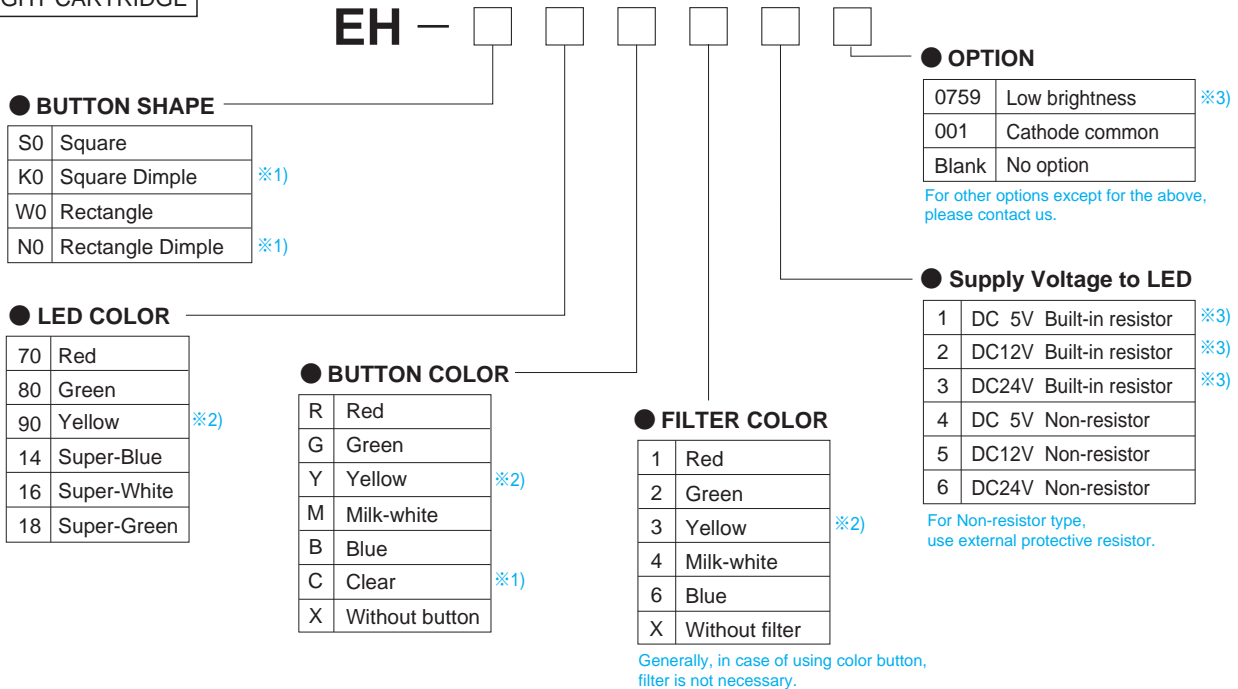 CARTRIDGE
EH –
● BUTTON SHAPE
S0 Square
K0 Square Dimple ※1)
W0 Rectangle
N0 Rectangle Dimple ※1)
● LED COLOR
70 Red
80 Green
90 Yellow ※2)
14 Super-Blue
16 Super-White
18 Super-Green
● BUTTON COLOR
R Red
G Green
Y Yellow ※2)
M Milk-white
B Blue
C Clear ※1)
X Without button
● FILTER COLOR
1 Red
2 Green
3 Yellow ※2)
4 Milk-white
6 Blue
X Without filter
Generally, in case of using color button,
filter is not necessary.
● OPTION
0759 Low brightness ※3)
001 Cathode common
Blank No option
For other options except for the above,
please contact us.
● Supply Voltage to LED
1 DC 5V Built-in resistor ※3)
2 DC12V Built-in resistor ※3)
3 DC24V Built-in resistor ※3)
4 DC 5V Non-resistor
5 DC12V Non-resistor
6 DC24V Non-resistor
For Non-resistor type,
use external protective resistor.